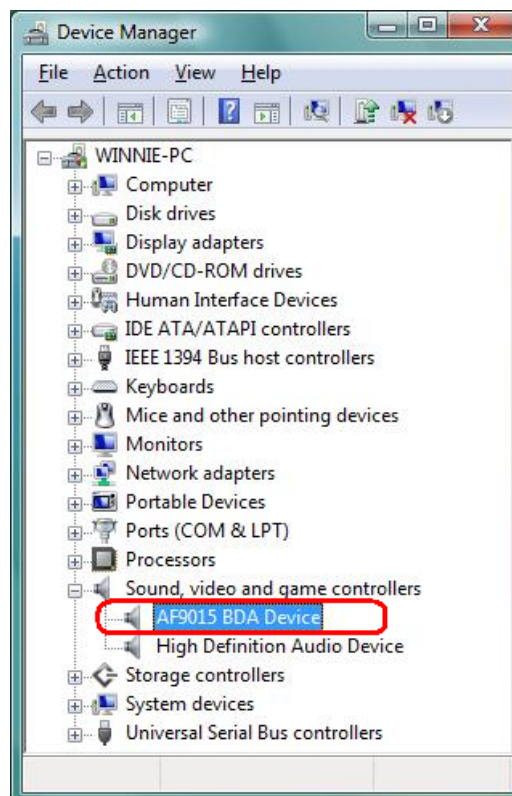 Device Manager
File Action View Help
WINNIE-PC
Computer
Disk drives
Display adapters
DVD/CD-ROM drives
Human Interface Devices
IDE ATA/ATAPI controllers
IEEE 1394 Bus host controllers
Keyboards
Mice and other pointing devices
Monitors
Network adapters
Portable Devices
Ports (COM & LPT)
Processors
Sound, video and game controllers
AF9015 BDA Device
High Definition Audio Device
Storage controllers
System devices
Universal Serial Bus controllers